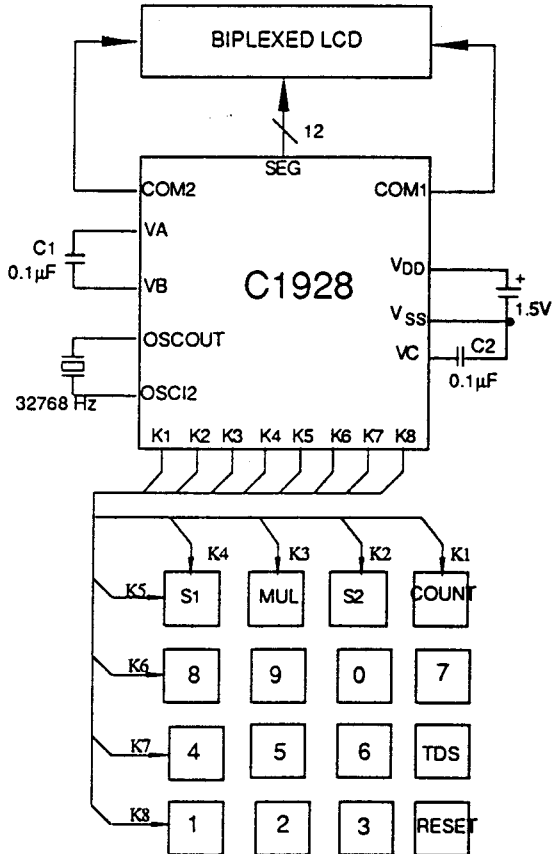 BIPLEXED LCD
12
SEG
COM2 COM1
VA
C1
0.1μF
VB
C1928
VDD
+
1.5V
VSS
OSCOUT
VC C2
0.1μF
32768 Hz
OSCI2
K1 K2 K3 K4 K5 K6 K7 K8
K4 K3 K2 K1
K5 S1 MUL S2 COUNT
K6 8 9 0 7
K7 4 5 6 TDS
K8 1 2 3 RESET